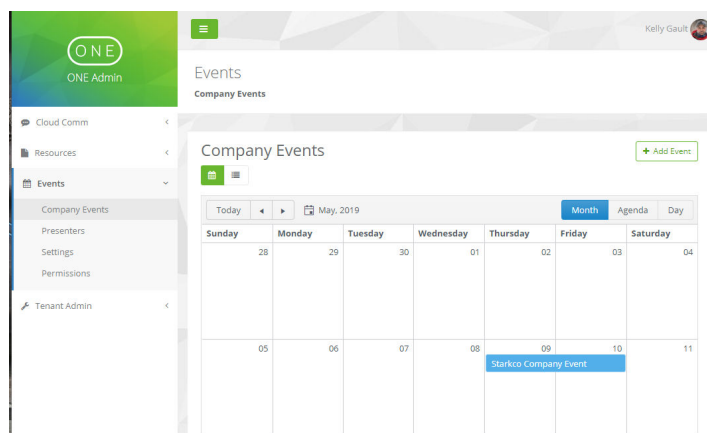 ONE
ONE Admin
Kelly Gault
Events
Company Events
Cloud Comm
Resources
Events
Company Events
Presenters
Settings
Permissions
Tenant Admin
Company Events
+ Add Event
Today May, 2019 Month Agenda Day
Sunday Monday Tuesday Wednesday Thursday Friday Saturday
28 29 30 01 02 03 04
05 06 07 08 09 10 11
Starkco Company Event